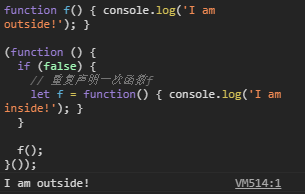 function f() { console.log('I am
outside!'); }
(function () {
if (false) {
// 重复声明一次函数f
let f = function() { console.log('I am
inside!'); }
}
f();
}());
I am outside!
VM514:1